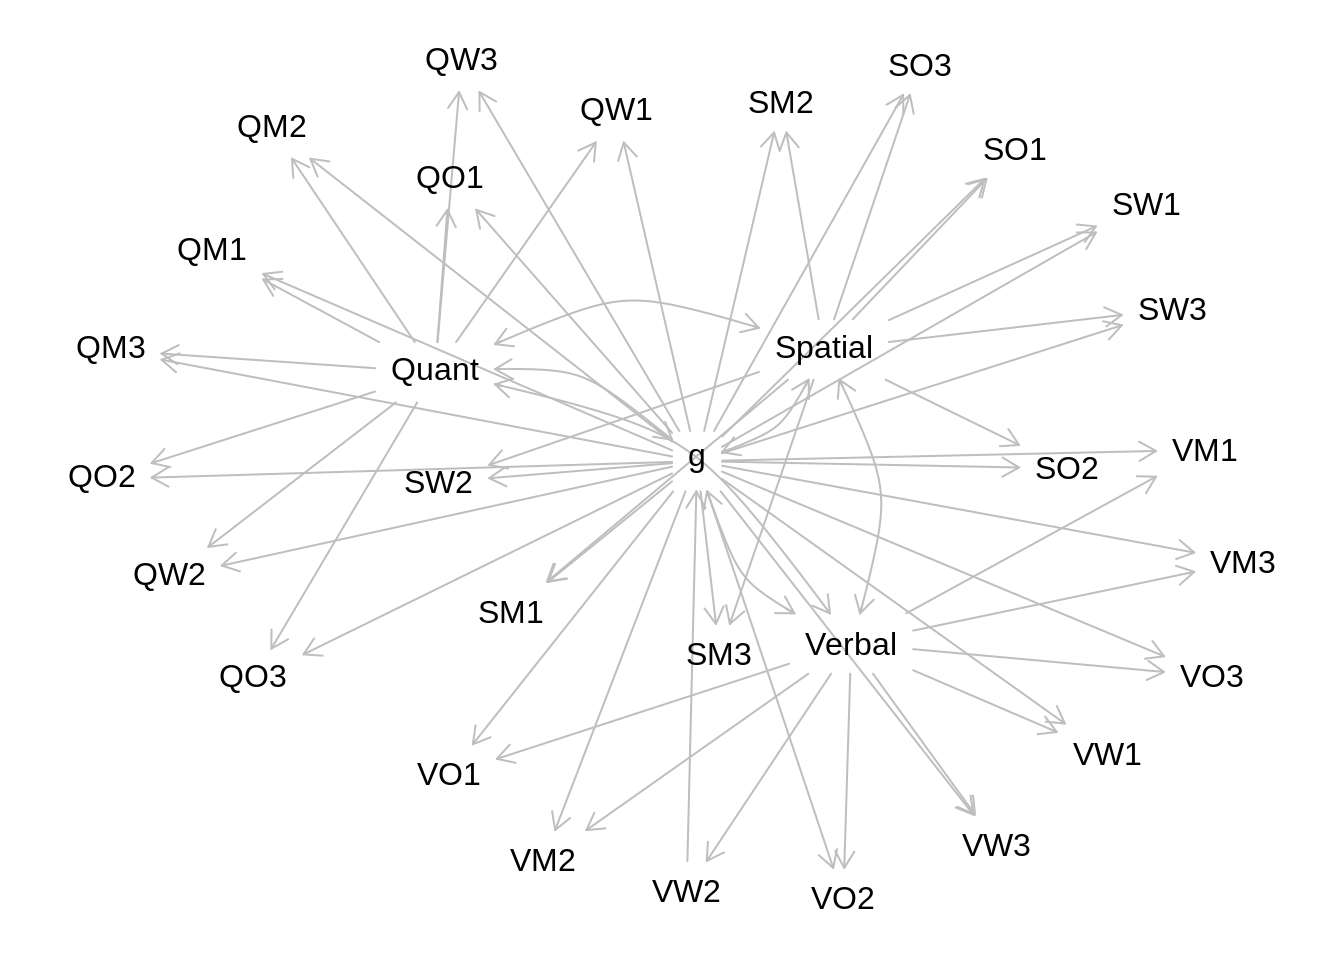 QW3
SO3
SM2
QW1
QM2
SO1
QO1
SW1
QM1
SW3
QM3
Spatial
Quant
VM1
g
SO2
QO2
SW2
VM3
QW2
SM1
Verbal
SM3
QO3
VO3
VW1
VO1
VW3
VM2
VW2
VO2